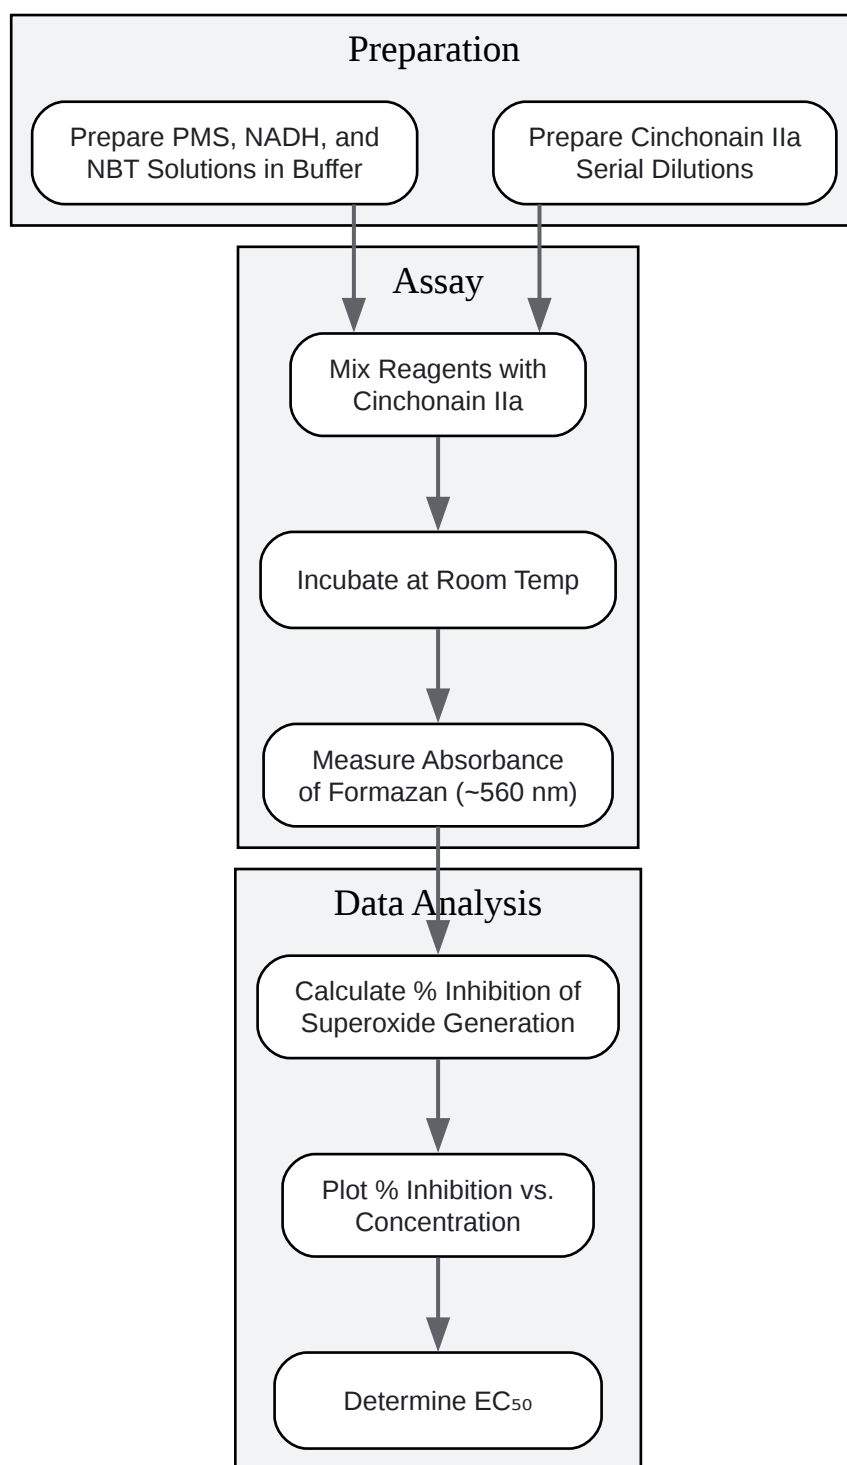 Preparation
Prepare PMS, NADH, and
NBT Solutions in Buffer
Prepare Cinchonain IIa
Serial Dilutions
Assay
Mix Reagents with
Cinchonain IIa
Incubate at Room Temp
Measure Absorbance
of Formazan (~560 nm)
Data Analysis
Calculate % Inhibition of
Superoxide Generation
Plot % Inhibition vs.
Concentration
Determine EC₅₀